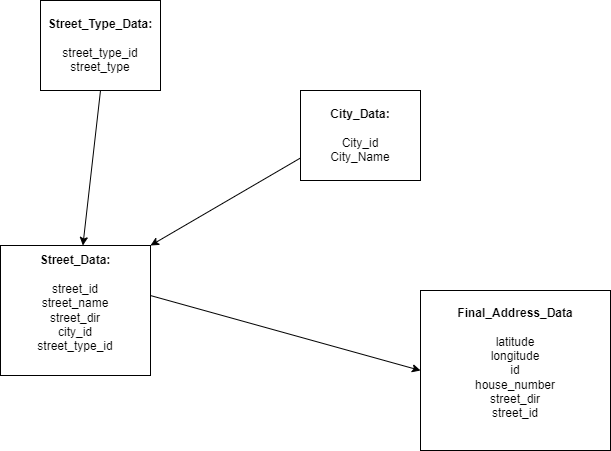 Street_Type_Data:
street_type_id
street_type
City_Data:
City_id
City_Name
Street_Data:
street_id
street_name
street_dir
city_id
street_type_id
Final_Address_Data
latitude
longitude
id
house_number
street_dir
street_id